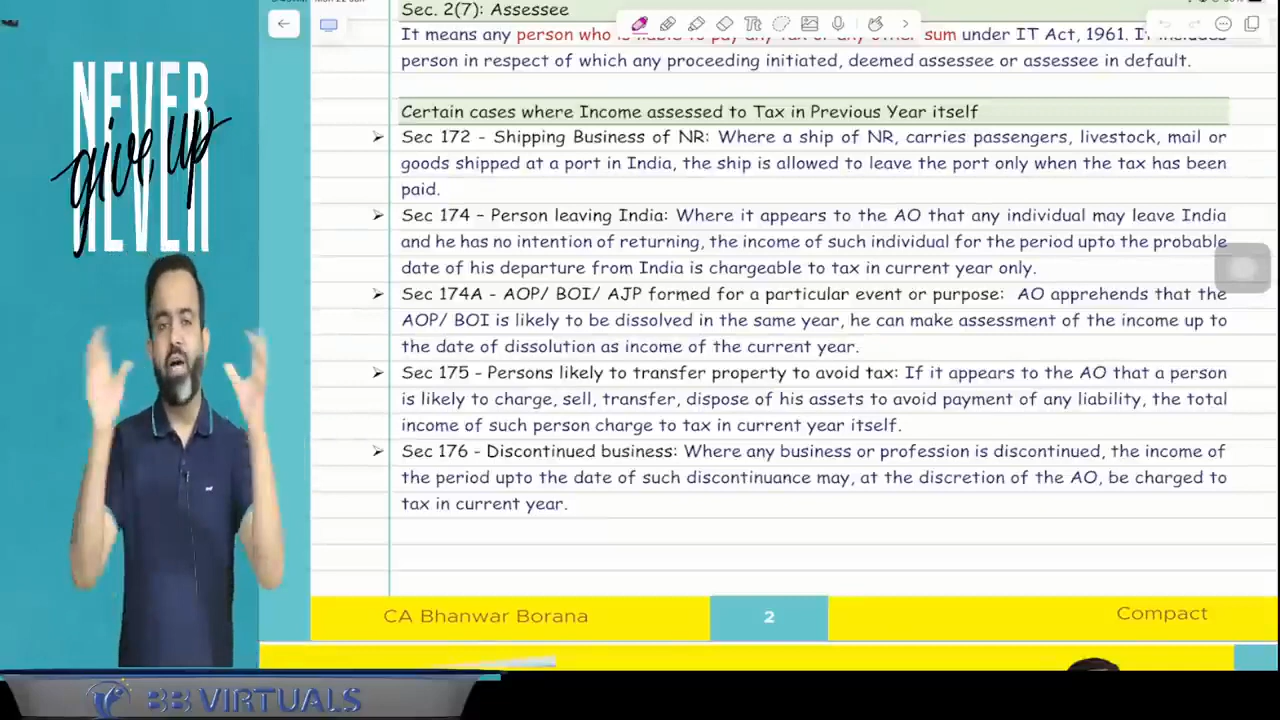 NEVER
give up
NEVER
Sec. 2(7): Assessee
It means any person who is liable to pay any tax or any other sum under IT Act, 1961. It includes
person in respect of which any proceeding initiated, deemed assessee or assessee in default.
Certain cases where Income assessed to Tax in Previous Year itself
➢ Sec 172 - Shipping Business of NR: Where a ship of NR, carries passengers, livestock, mail or
goods shipped at a port in India, the ship is allowed to leave the port only when the tax has been
paid.
➢ Sec 174 – Person leaving India: Where it appears to the AO that any individual may leave India
and he has no intention of returning, the income of such individual for the period upto the probable
date of his departure from India is chargeable to tax in current year only.
➢ Sec 174A - AOP/ BOI/ AJP formed for a particular event or purpose: AO apprehends that the
AOP/ BOI is likely to be dissolved in the same year, he can make assessment of the income up to
the date of dissolution as income of the current year.
➢ Sec 175 - Persons likely to transfer property to avoid tax: If it appears to the AO that a person
is likely to charge, sell, transfer, dispose of his assets to avoid payment of any liability, the total
income of such person charge to tax in current year itself.
➢ Sec 176 - Discontinued business: Where any business or profession is discontinued, the income of
the period upto the date of such discontinuance may, at the discretion of the AO, be charged to
tax in current year.
CA Bhanwar Borana
2
Compact
BB VIRTUALS